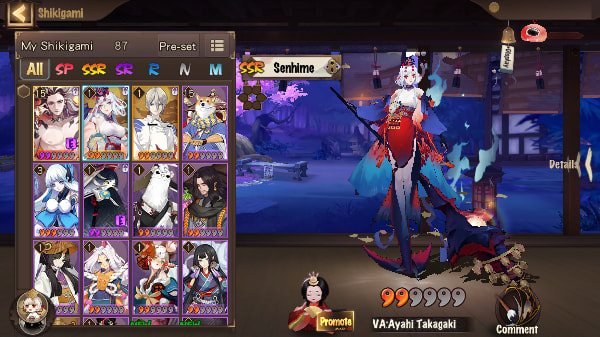 Shikigami
My Shikigami 87 Pre-set
All SP SSR SR R N M
SSR Senhime
Details
Promote
VA:Ayahi Takagaki
Comment